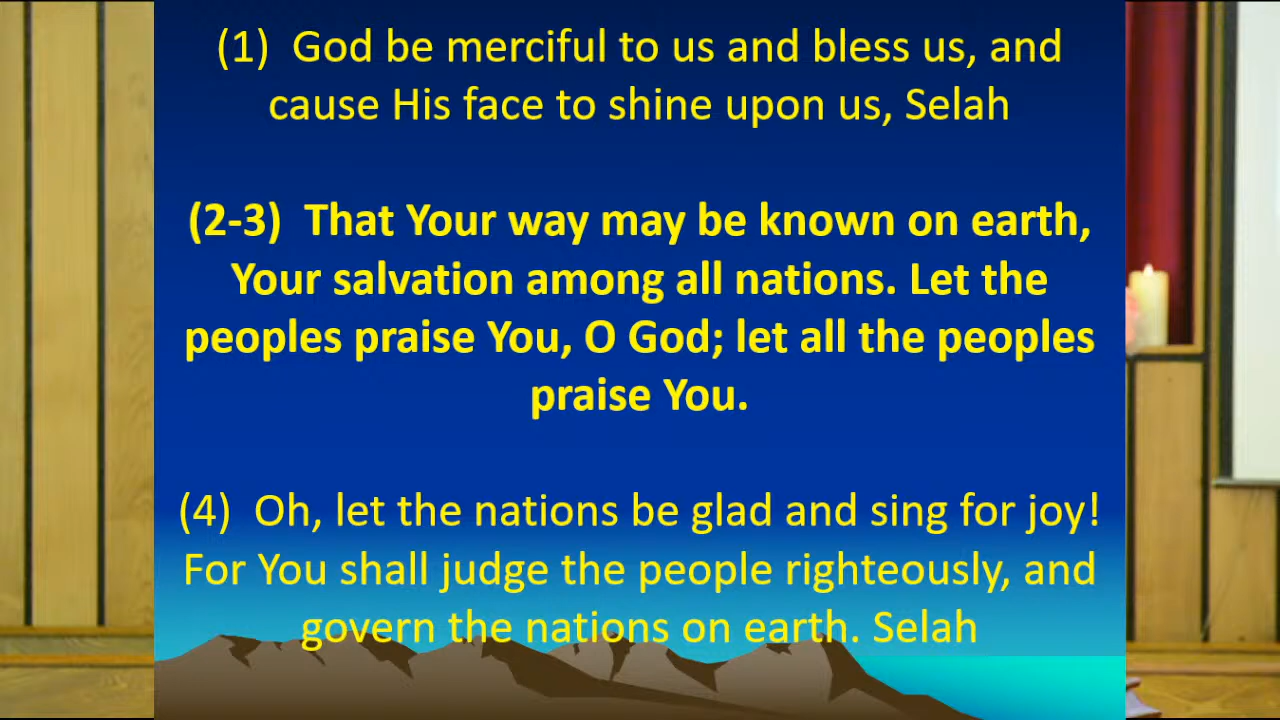 (1)  God be merciful to us and bless us, and
cause His face to shine upon us, Selah
(2-3)  That Your way may be known on earth,
Your salvation among all nations. Let the
peoples praise You, O God; let all the peoples
praise You.
(4)  Oh, let the nations be glad and sing for joy!
For You shall judge the people righteously, and
govern the nations on earth. Selah